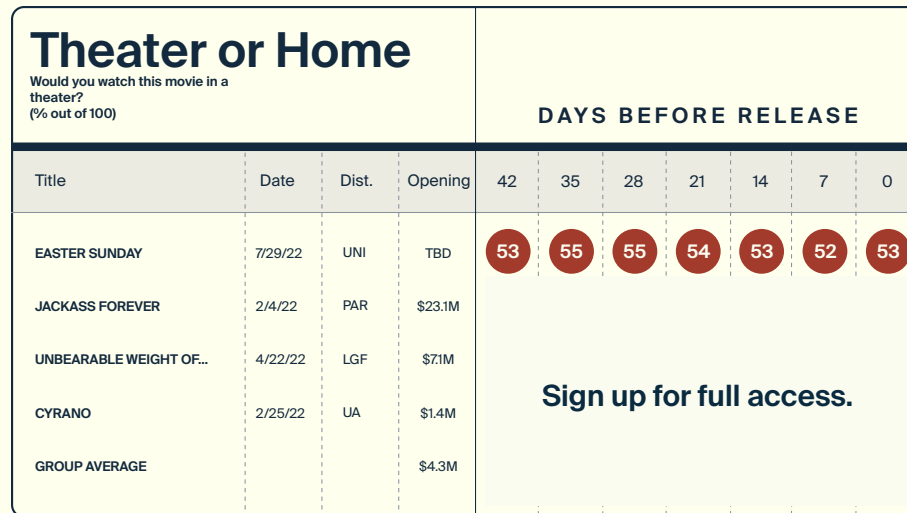 Theater or Home
Would you watch this movie in a
theater?
(% out of 100)
DAYS BEFORE RELEASE
Title Date Dist. Opening 42 35 28 21 14 7 0
EASTER SUNDAY 7/29/22 UNI TBD 53 55 55 54 53 52 53
JACKASS FOREVER 2/4/22 PAR $23.1M
UNBEARABLE WEIGHT OF... 4/22/22 LGF $7.1M
Sign up for full access.
CYRANO 2/25/22 UA $1.4M
GROUP AVERAGE $4.3M